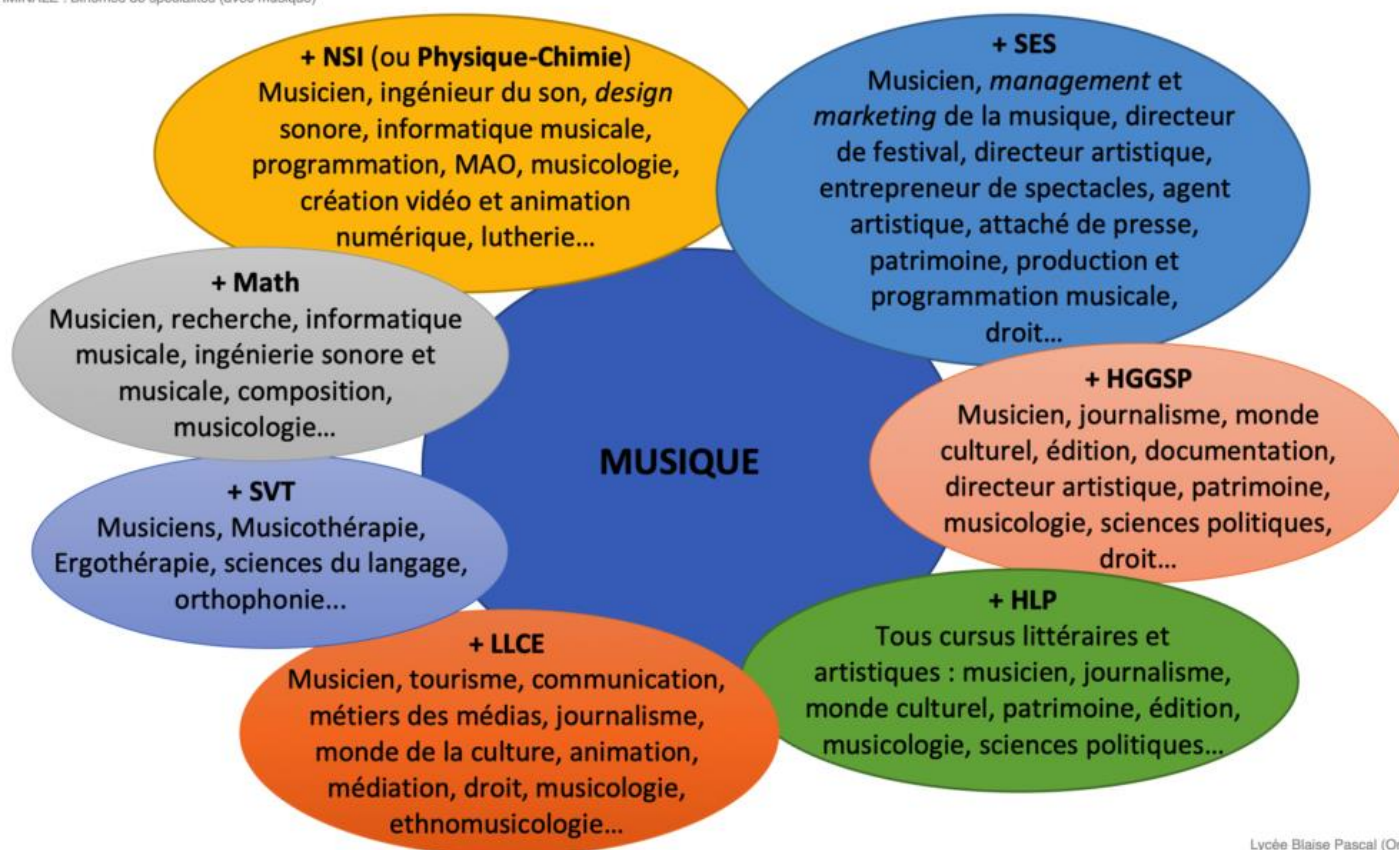 + NSI (ou Physique-Chimie)
Musicien, ingénieur du son, design
sonore, informatique musicale,
programmation, MAO, musicologie,
création vidéo et animation
numérique, lutherie…
+ SES
Musicien, management et
marketing de la musique, directeur
de festival, directeur artistique,
entrepreneur de spectacles, agent
artistique, attaché de presse,
patrimoine, production et
programmation musicale,
droit…
+ Math
Musicien, recherche, informatique
musicale, ingénierie sonore et
musicale, composition,
musicologie…
MUSIQUE
+ HGGSP
Musicien, journalisme, monde
culturel, édition, documentation,
directeur artistique, patrimoine,
musicologie, sciences politiques,
droit…
+ SVT
Musiciens, Musicothérapie,
Ergothérapie, sciences du langage,
orthophonie...
+ HLP
Tous cursus littéraires et
artistiques : musicien, journalisme,
monde culturel, patrimoine, édition,
musicologie, sciences politiques…
+ LLCE
Musicien, tourisme, communication,
métiers des médias, journalisme,
monde de la culture, animation,
médiation, droit, musicologie,
ethnomusicologie…
Lycée Blaise Pascal